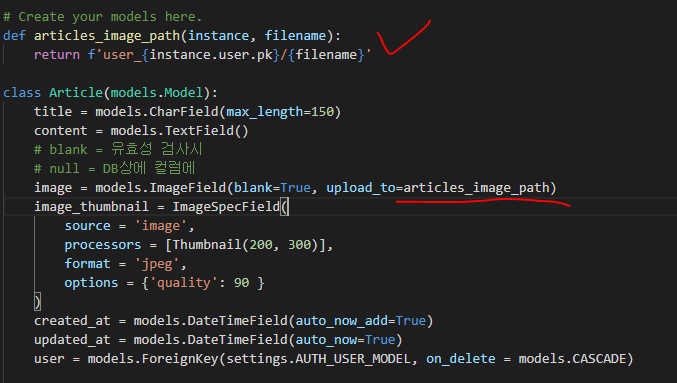 # Create your models here.
def articles_image_path(instance, filename):
    return f'user_{instance.user.pk}/{filename}'
class Article(models.Model):
    title = models.CharField(max_length=150)
    content = models.TextField()
    # blank = 유효성 검사시
    # null = DB상에 컬럼에
    image = models.ImageField(blank=True, upload_to=articles_image_path)
    image_thumbnail = ImageSpecField(
        source = 'image',
        processors = [Thumbnail(200, 300)],
        format = 'jpeg',
        options = {'quality': 90 }
    )
    created_at = models.DateTimeField(auto_now_add=True)
    updated_at = models.DateTimeField(auto_now=True)
    user = models.ForeignKey(settings.AUTH_USER_MODEL, on_delete = models.CASCADE)